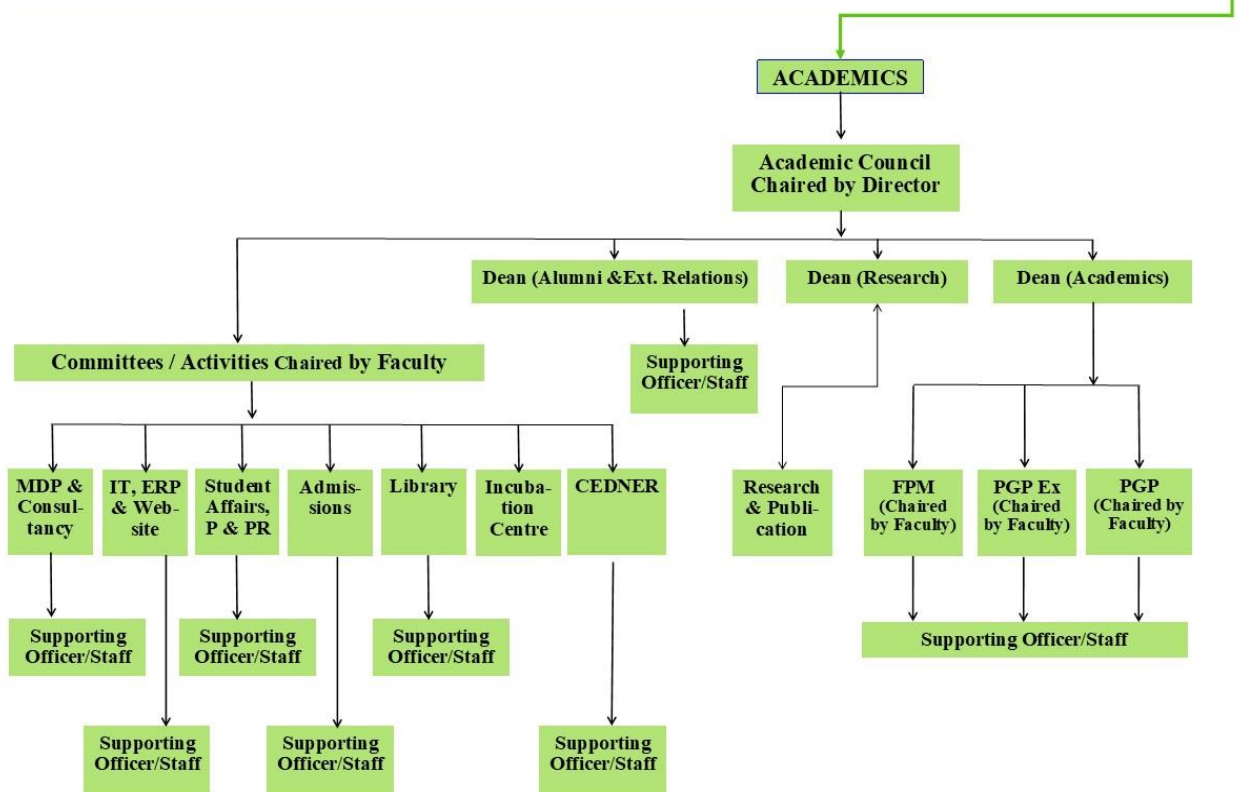 ACADEMICS
Academic Council
Chaired by Director
Dean (Alumni &Ext. Relations)
Dean (Research)
Dean (Academics)
Committees / Activities Chaired by Faculty
Supporting
Officer/Staff
MDP &
Consul-
tancy
IT, ERP
& Web-
site
Student
Affairs,
P & PR
Admis-
sions
Library
Incuba-
tion
Centre
CEDNER
Research
& Publi-
cation
FPM
(Chaired
by Faculty)
PGP Ex
(Chaired
by Faculty)
PGP
(Chaired by
Faculty)
Supporting
Officer/Staff
Supporting
Officer/Staff
Supporting
Officer/Staff
Supporting Officer/Staff
Supporting
Officer/Staff
Supporting
Officer/Staff
Supporting
Officer/Staff